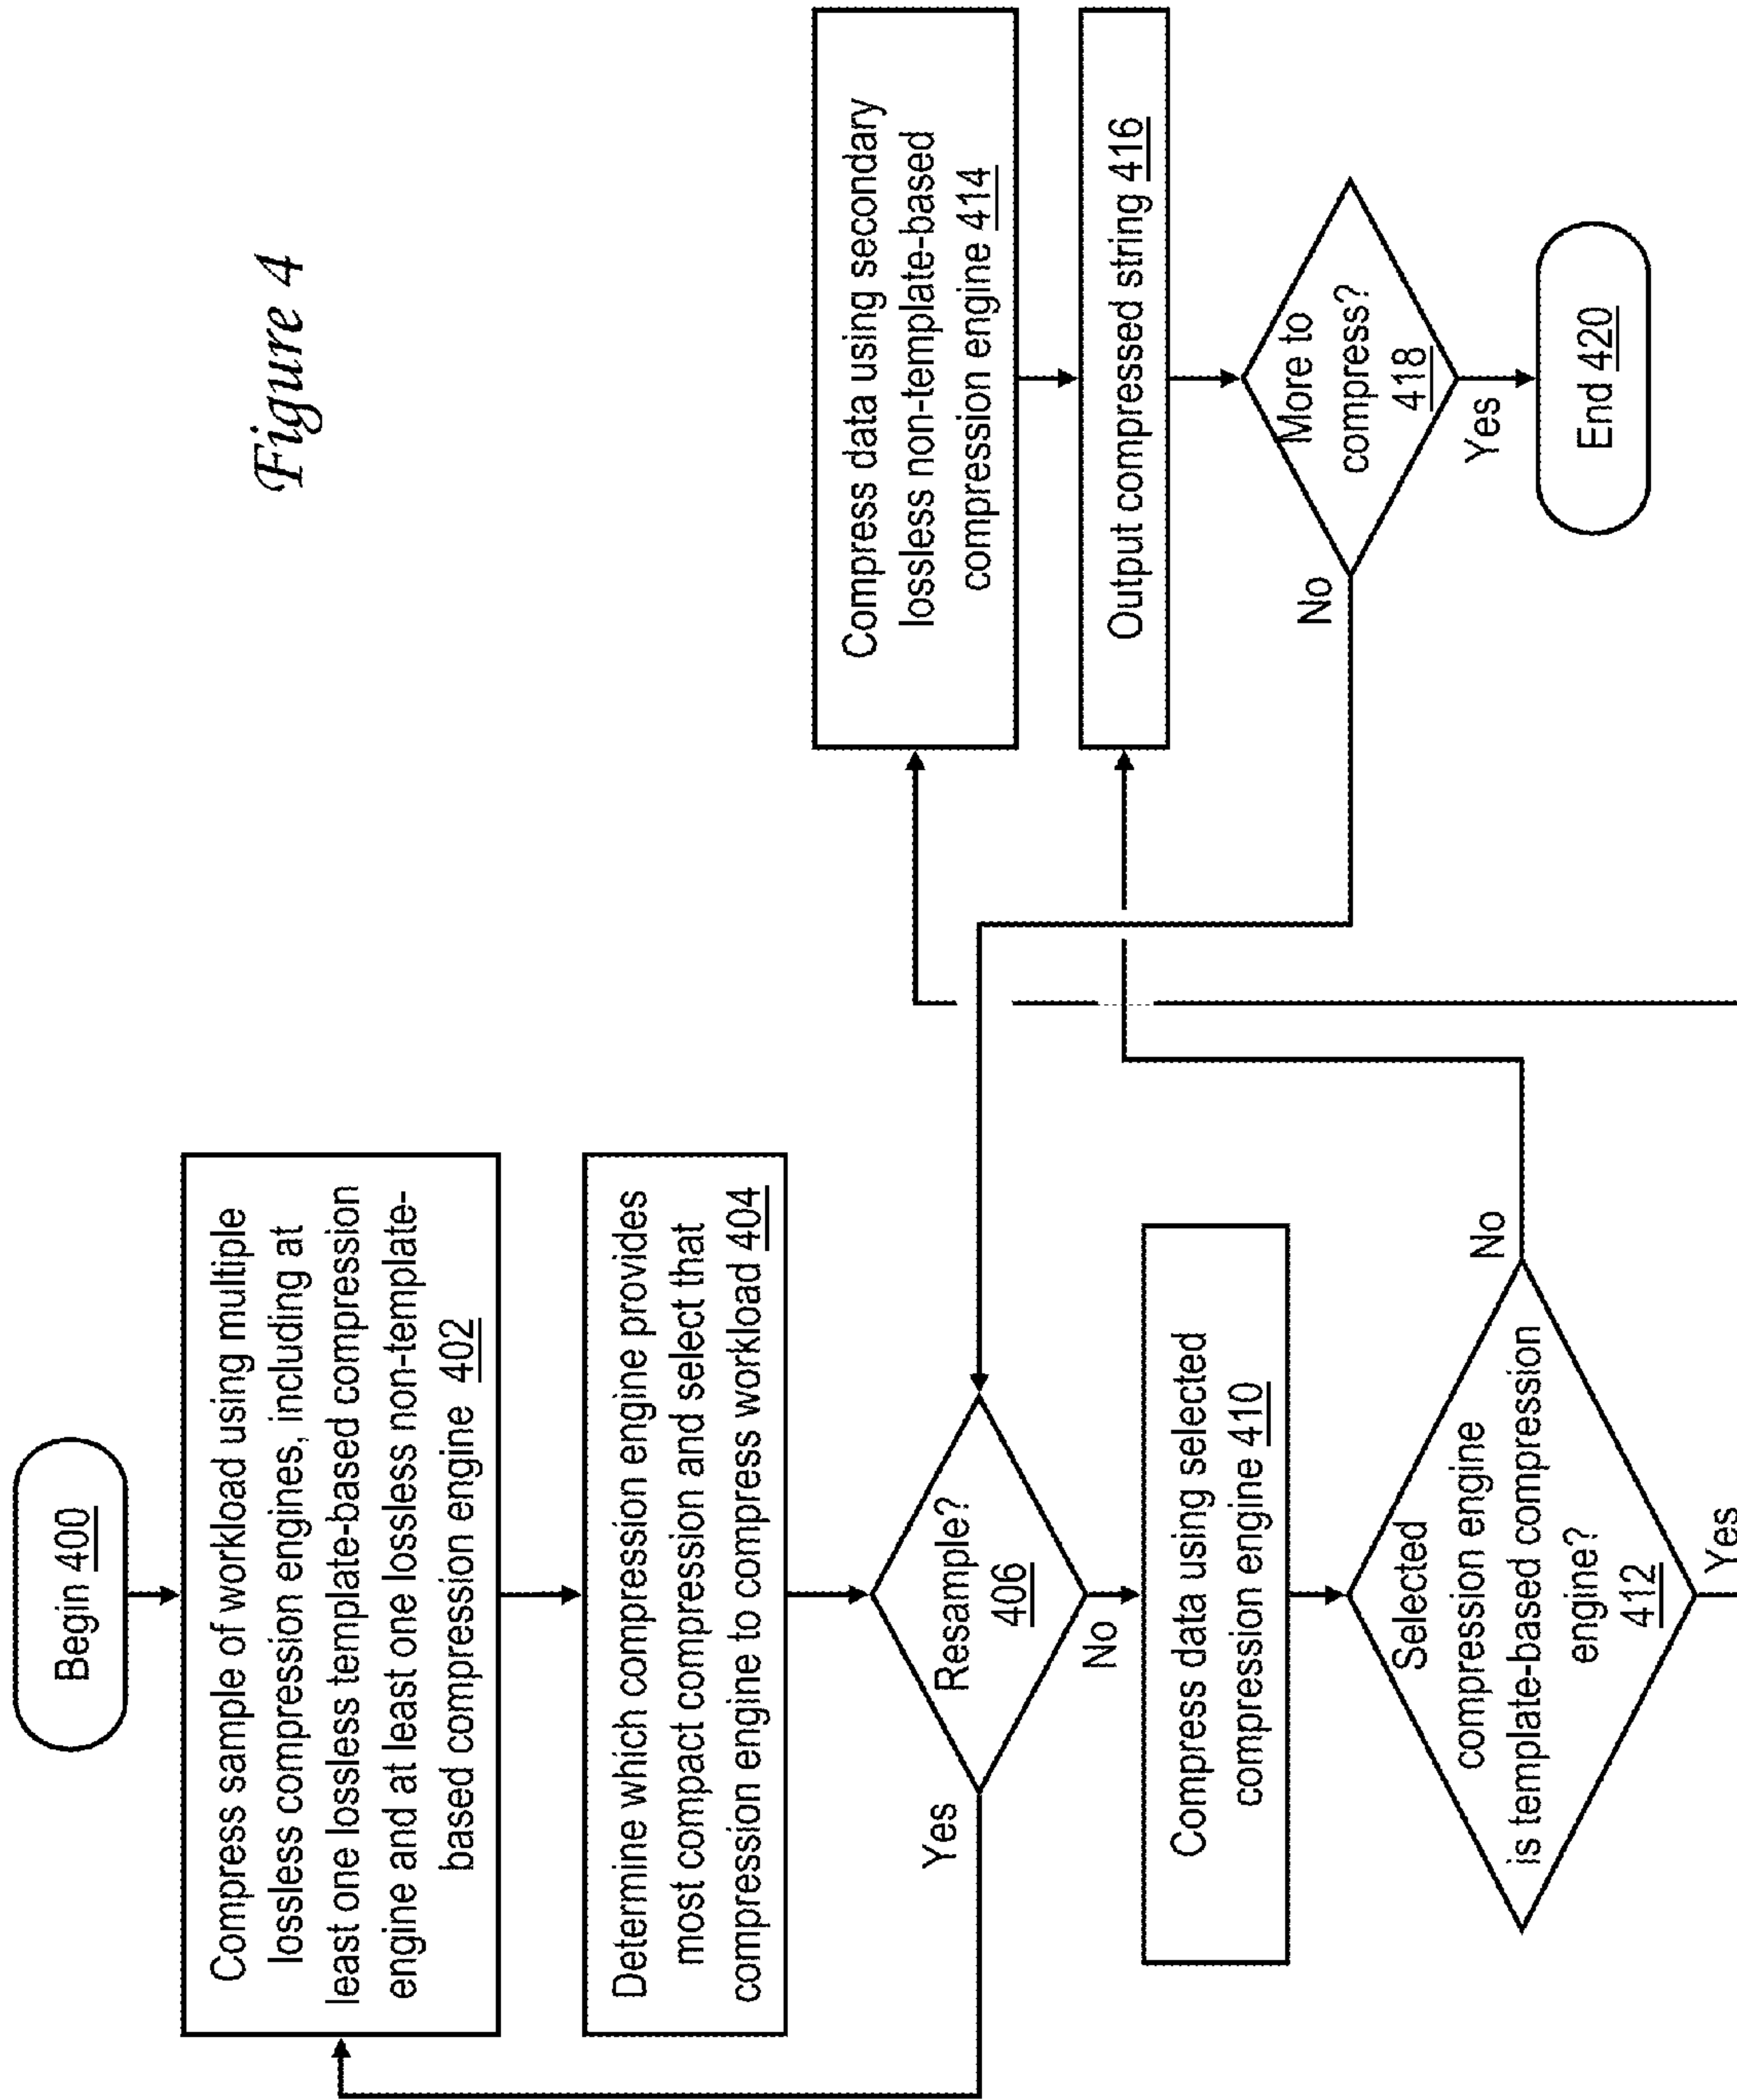 Figure 4
Begin 400
Compress sample of workload using multiple
lossless compression engines, including at
least one lossless template-based compression
engine and at least one lossless non-template-
based compression engine 402
Determine which compression engine provides
most compact compression and select that
compression engine to compress workload 404
Resample?
406
Yes
No
Compress data using selected
compression engine 410
Selected
compression engine
is template-based compression
engine?
412
No
Yes
Compress data using secondary
lossless non-template-based
compression engine 414
Output compressed string 416
More to
compress?
418
No
Yes
End 420